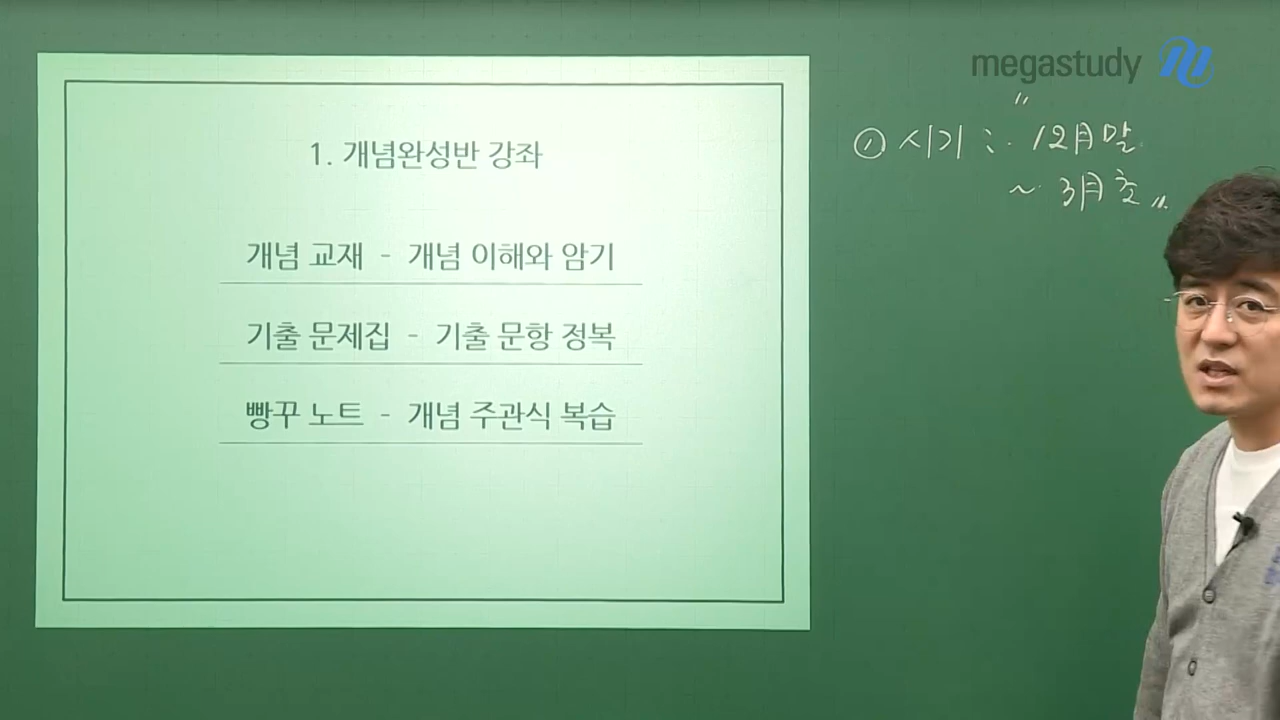 megastudy
1. 개념완성반 강좌
개념 교재 - 개념 이해와 암기
기출 문제집 - 기출 문항 정복
빵꾸 노트 - 개념 주관식 복습
① 시기 : 12月말
~ 3月초